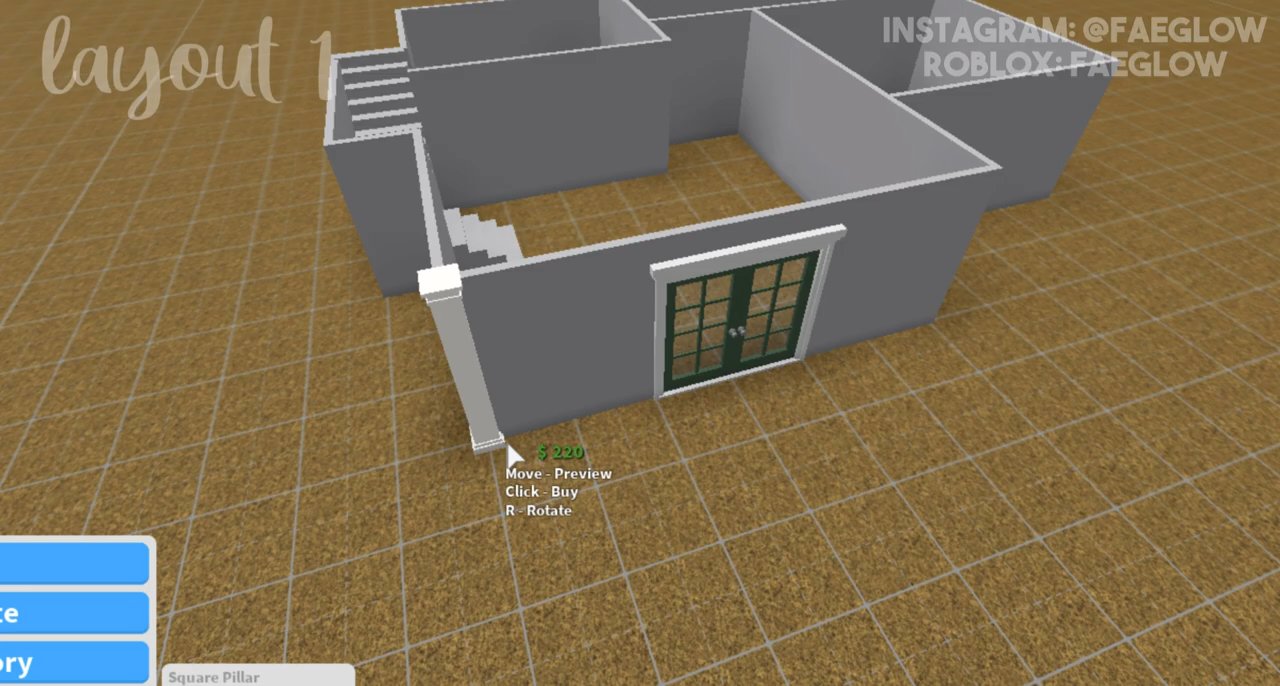 layout 1
INSTAGRAM: @FAEGLOW
ROBLOX: FAEGLOW
$ 220
Move - Preview
Click - Buy
R - Rotate
te
ory
Square Pillar